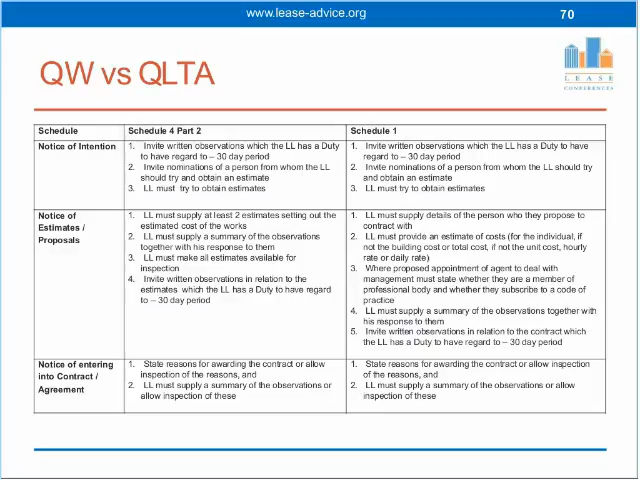 www.lease-advice.org
70
QW vs QLTA
LEASE
CONFERENCES
Schedule
Schedule 4 Part 2
Schedule 1
Notice of Intention
1. Invite written observations which the LL has a Duty
to have regard to – 30 day period
2. Invite nominations of a person from whom the LL
should try and obtain an estimate
3. LL must try to obtain estimates
1. Invite written observations which the LL has a Duty to have
regard to – 30 day period
2. Invite nominations of a person from whom the LL should try
and obtain an estimate
3. LL must try to obtain estimates
Notice of
Estimates /
Proposals
1. LL must supply at least 2 estimates setting out the
estimated cost of the works
2. LL must supply a summary of the observations
together with his response to them
3. LL must make all estimates available for
inspection
4. Invite written observations in relation to the
estimates which the LL has a Duty to have regard
to – 30 day period
1. LL must supply details of the person who they propose to
contract with
2. LL must provide an estimate of costs (for the individual, if
not the building cost or total cost, if not the unit cost, hourly
rate or daily rate)
3. Where proposed appointment of agent to deal with
management must state whether they are a member of
professional body and whether they subscribe to a code of
practice
4. LL must supply a summary of the observations together with
his response to them
5. Invite written observations in relation to the contract which
the LL has a Duty to have regard to – 30 day period
Notice of entering
into Contract /
Agreement
1. State reasons for awarding the contract or allow
inspection of the reasons, and
2. LL must supply a summary of the observations or
allow inspection of these
1. State reasons for awarding the contract or allow inspection
of the reasons, and
2. LL must supply a summary of the observations or allow
inspection of these